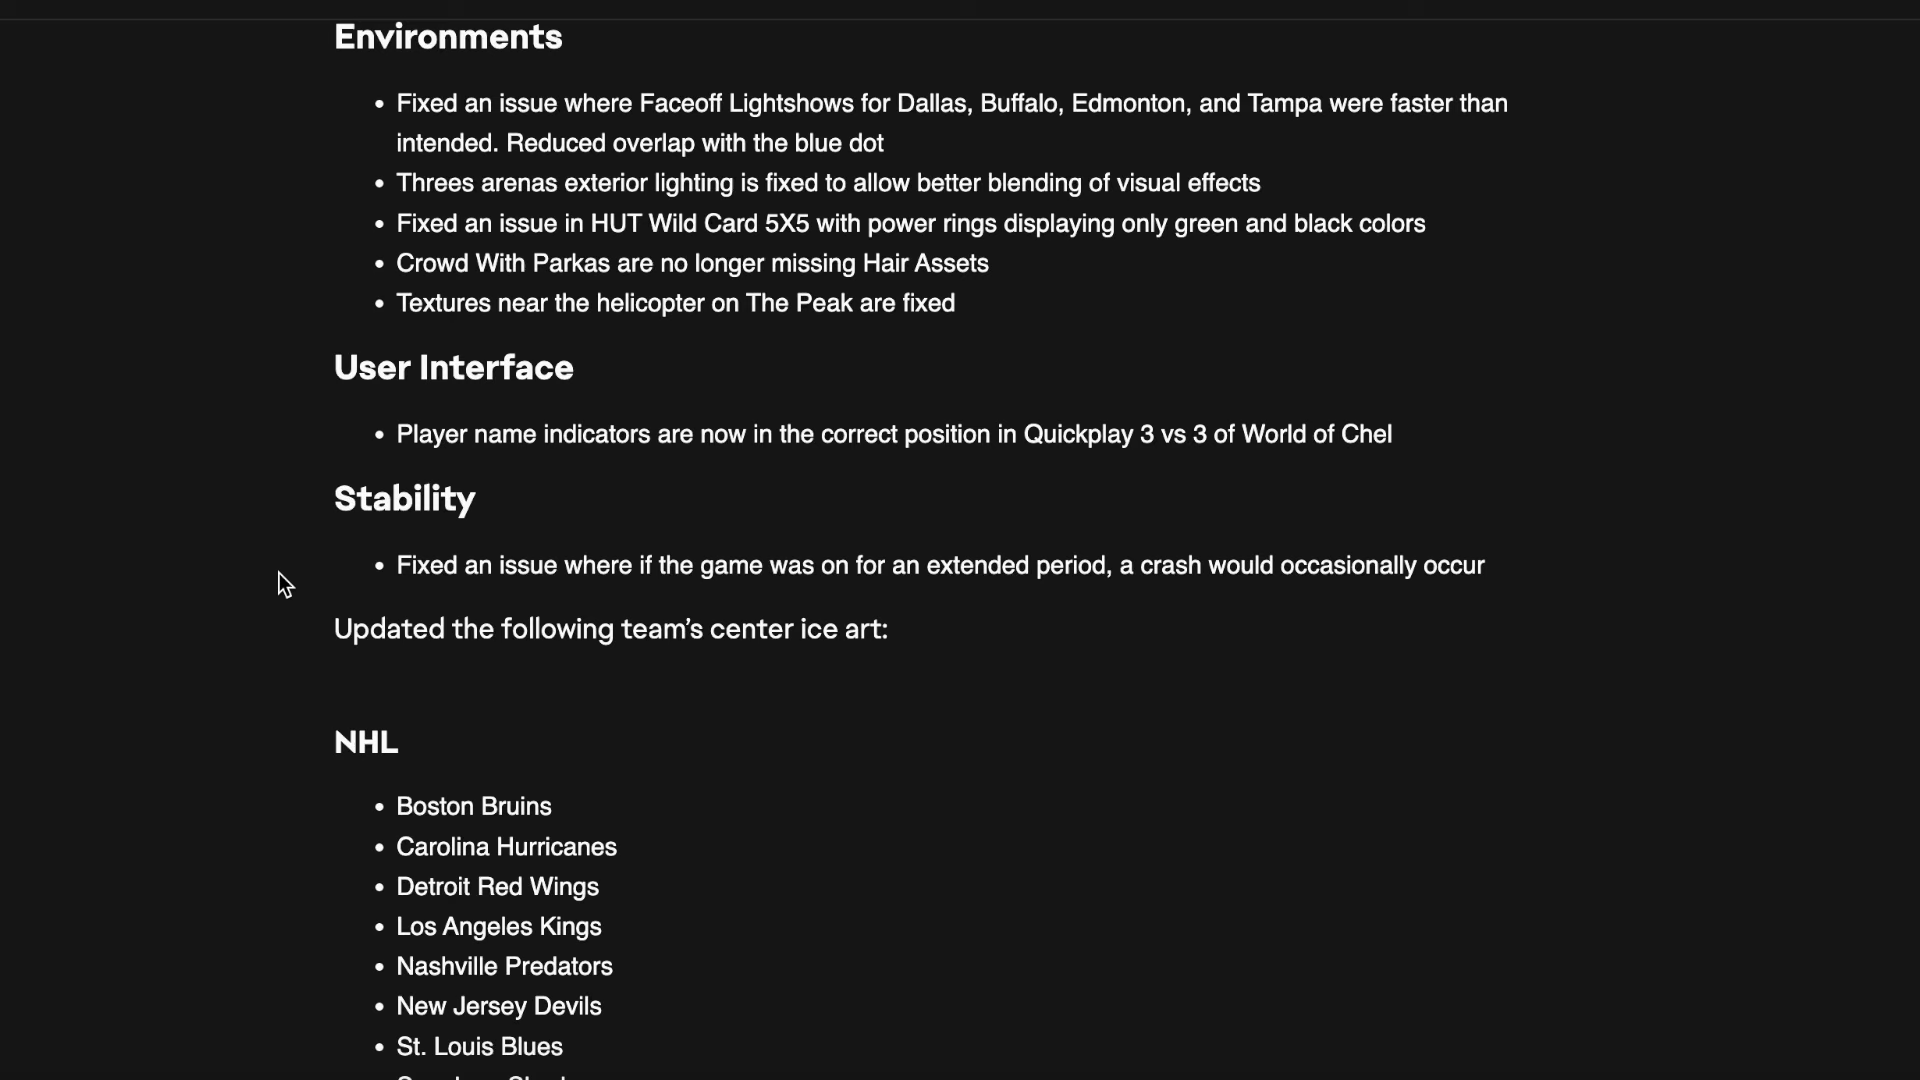 Environments
• Fixed an issue where Faceoff Lightshows for Dallas, Buffalo, Edmonton, and Tampa were faster than
intended. Reduced overlap with the blue dot
• Threes arenas exterior lighting is fixed to allow better blending of visual effects
• Fixed an issue in HUT Wild Card 5X5 with power rings displaying only green and black colors
• Crowd With Parkas are no longer missing Hair Assets
• Textures near the helicopter on The Peak are fixed
User Interface
• Player name indicators are now in the correct position in Quickplay 3 vs 3 of World of Chel
Stability
• Fixed an issue where if the game was on for an extended period, a crash would occasionally occur
Updated the following team’s center ice art:
NHL
• Boston Bruins
• Carolina Hurricanes
• Detroit Red Wings
• Los Angeles Kings
• Nashville Predators
• New Jersey Devils
• St. Louis Blues